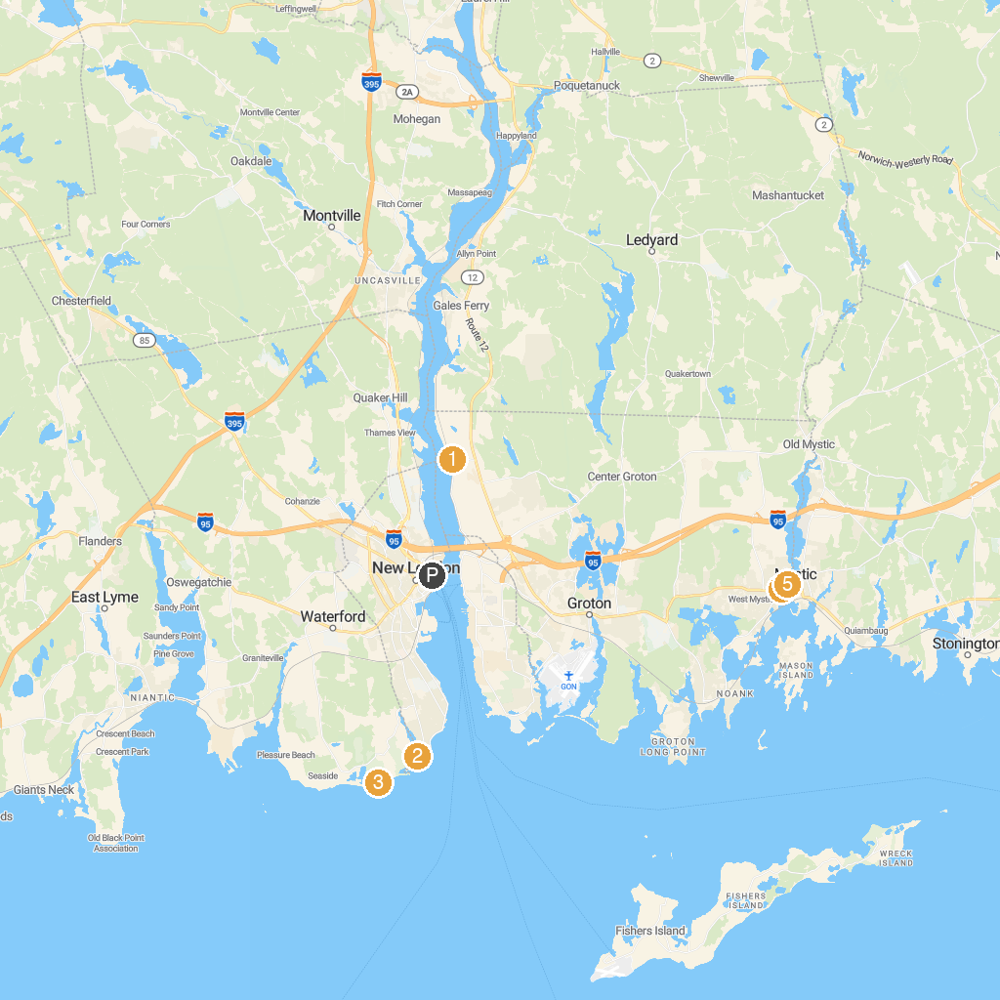 Leffingwell
Laurel Hill
Hallville
2
Shewville
395
2A
Poquetanuck
Mohegan
Montville Center
2
Happyland
Oakdale
Norwich-Westerly Road
Massapeag
Mashantucket
Fitch Corner
Montville
Four Corners
Ledyard
Allyn Point
UNCASVILLE
12
Chesterfield
Gales Ferry
Route 12
85
Quakertown
Quaker Hill
395
Thames View
Old Mystic
1
Center Groton
Cohanzie
95
95
95
Flanders
95
New London
P
Oswegatchie
Mystic
5
East Lyme
West Mystic
Sandy Point
Groton
Waterford
Saunders Point
Quiambaug
Pine Grove
Stonington
Graniteville
MASON
ISLAND
GON
NIANTIC
NOANK
Crescent Beach
GROTON
LONG POINT
Crescent Park
Pleasure Beach
2
Seaside
3
Giants Neck
ds
Old Black Point
Association
WRECK
ISLAND
FISHERS
ISLAND
Fishers Island